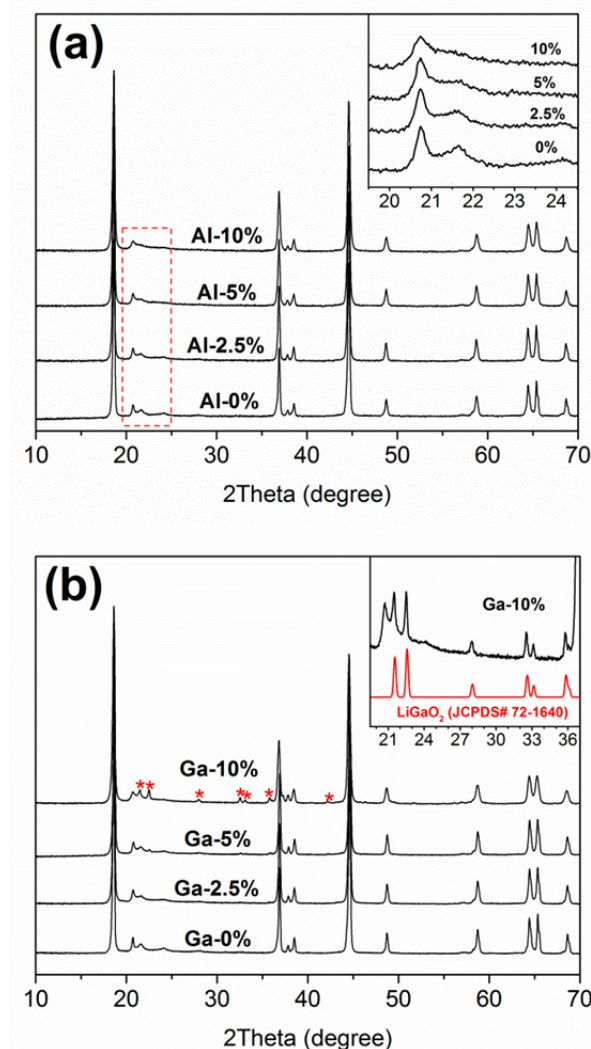 (a)
10%
5%
2.5%
0%
20 21 22 23 24
Al-10%
Al-5%
Al-2.5%
Al-0%
10 20 30 40 50 60 70
2Theta (degree)
(b)
Ga-10%
LiGaO₂ (JCPDS# 72-1640)
21 24 27 30 33 36
Ga-10%
* * * * * * *
Ga-5%
Ga-2.5%
Ga-0%
10 20 30 40 50 60 70
2Theta (degree)